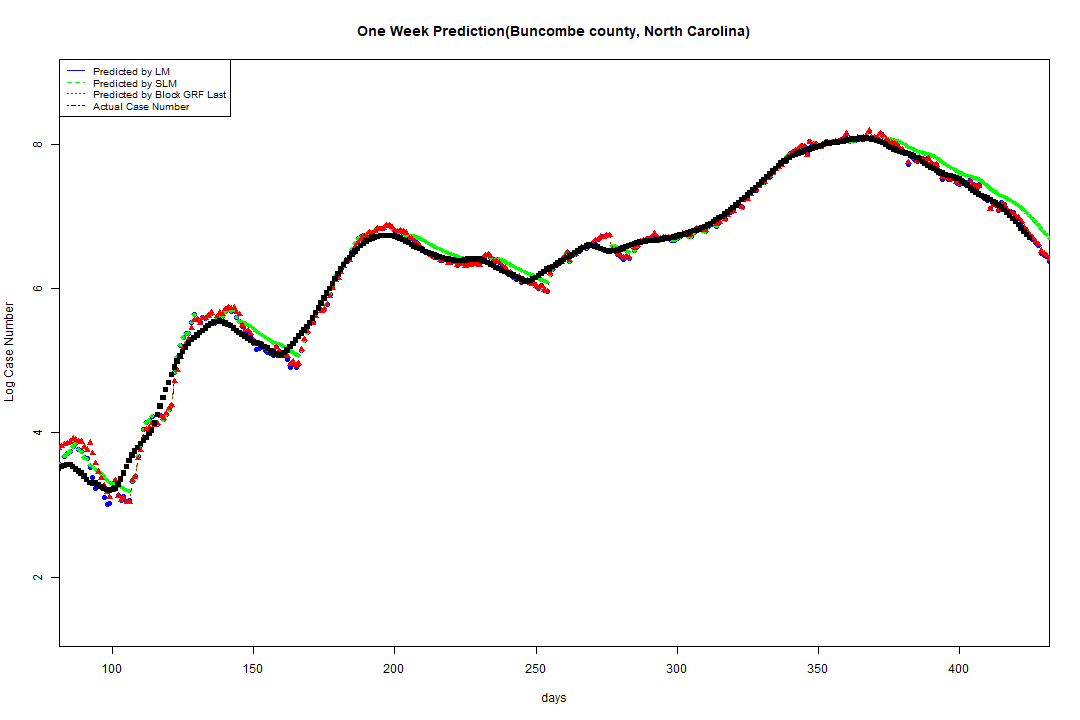 One Week Prediction(Buncombe county, North Carolina)
Predicted by LM
Predicted by SLM
Predicted by Block GRF Last
Actual Case Number
8
6
4
2
Log Case Number
100 150 200 250 300 350 400
days